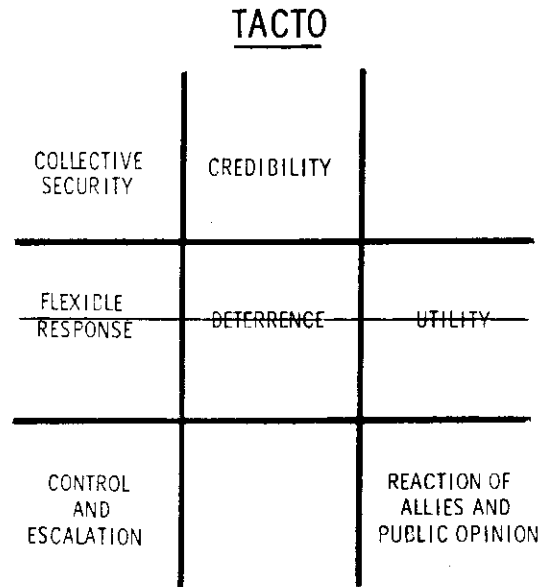 TACTO
COLLECTIVE
SECURITY
CREDIBILITY
FLEXIBLE
RESPONSE
DETERRENCE
UTILITY
CONTROL
AND
ESCALATION
REACTION OF
ALLIES AND
PUBLIC OPINION